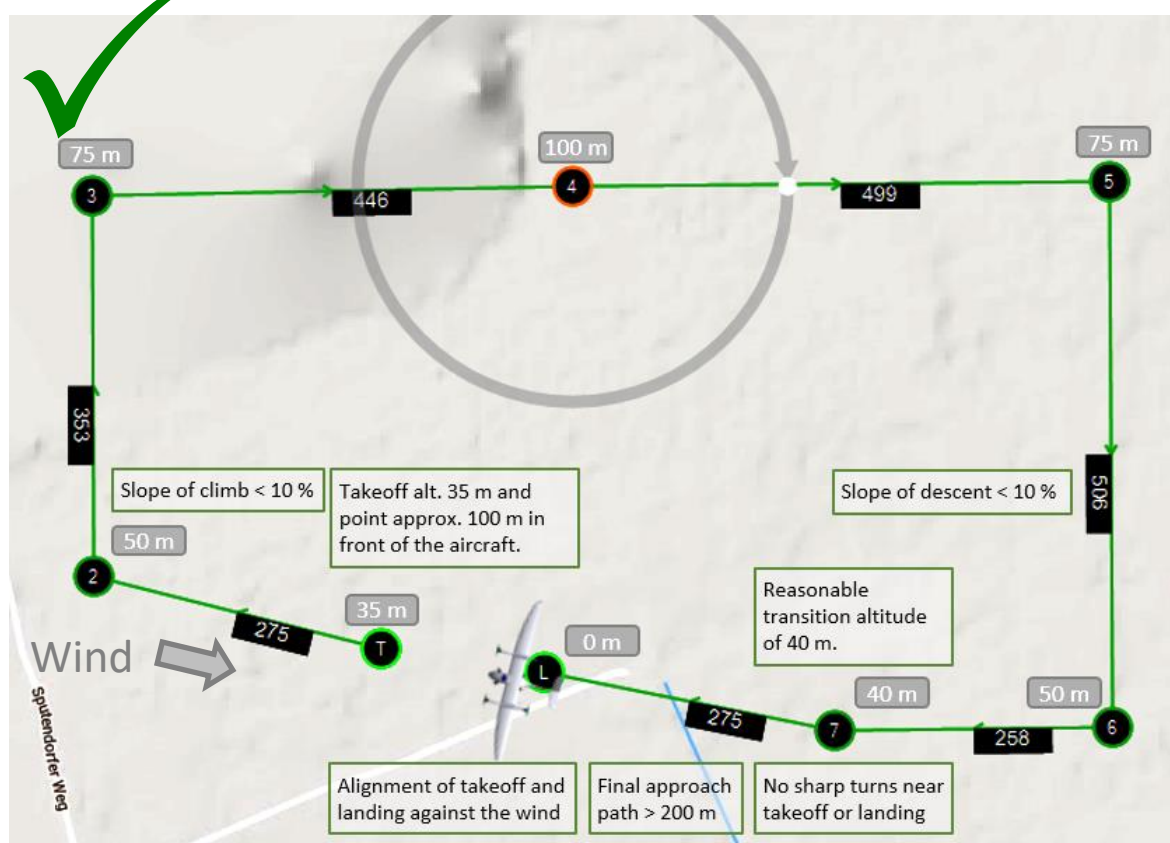 75 m
100 m
75 m
3
4
5
446
499
353
506
Slope of climb < 10 %
Takeoff alt. 35 m and
point approx. 100 m in
front of the aircraft.
Slope of descent < 10 %
50 m
2
Reasonable
transition altitude
of 40 m.
35 m
275
T
0 m
Wind
L
Sputendorfer Weg
40 m
50 m
275
7
258
6
Alignment of takeoff and
landing against the wind
Final approach
path > 200 m
No sharp turns near
takeoff or landing